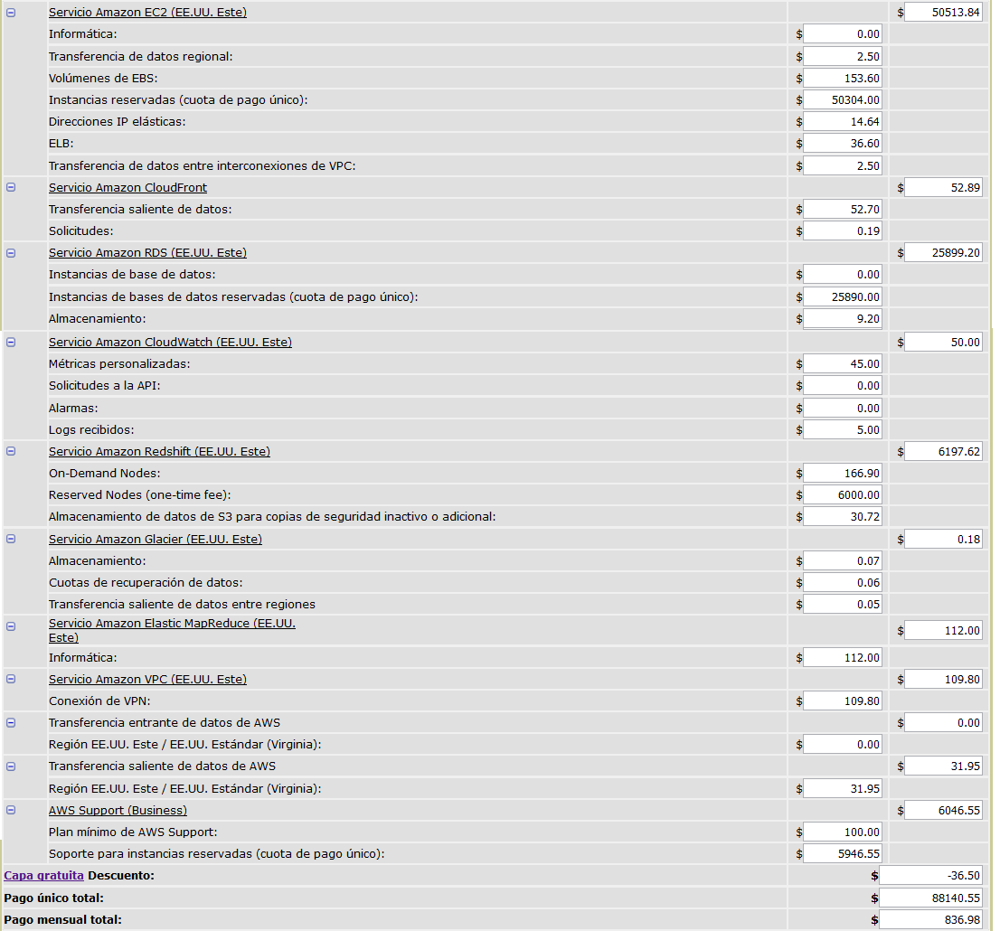 Servicio Amazon EC2 (EE.UU. Este) $ 50513.84
Informática: $ 0.00
Transferencia de datos regional: $ 2.50
Volúmenes de EBS: $ 153.60
Instancias reservadas (cuota de pago único): $ 50304.00
Direcciones IP elásticas: $ 14.64
ELB: $ 36.60
Transferencia de datos entre interconexiones de VPC: $ 2.50
Servicio Amazon CloudFront $ 52.89
Transferencia saliente de datos: $ 52.70
Solicitudes: $ 0.19
Servicio Amazon RDS (EE.UU. Este) $ 25899.20
Instancias de base de datos: $ 0.00
Instancias de bases de datos reservadas (cuota de pago único): $ 25890.00
Almacenamiento: $ 9.20
Servicio Amazon CloudWatch (EE.UU. Este) $ 50.00
Métricas personalizadas: $ 45.00
Solicitudes a la API: $ 0.00
Alarmas: $ 0.00
Logs recibidos: $ 5.00
Servicio Amazon Redshift (EE.UU. Este) $ 6197.62
On-Demand Nodes: $ 166.90
Reserved Nodes (one-time fee): $ 6000.00
Almacenamiento de datos de S3 para copias de seguridad inactivo o adicional: $ 30.72
Servicio Amazon Glacier (EE.UU. Este) $ 0.18
Almacenamiento: $ 0.07
Cuotas de recuperación de datos: $ 0.06
Transferencia saliente de datos entre regiones $ 0.05
Servicio Amazon Elastic MapReduce (EE.UU.
Este) $ 112.00
Informática: $ 112.00
Servicio Amazon VPC (EE.UU. Este) $ 109.80
Conexión de VPN: $ 109.80
Transferencia entrante de datos de AWS $ 0.00
Región EE.UU. Este / EE.UU. Estándar (Virginia): $ 0.00
Transferencia saliente de datos de AWS $ 31.95
Región EE.UU. Este / EE.UU. Estándar (Virginia): $ 31.95
AWS Support (Business) $ 6046.55
Plan mínimo de AWS Support: $ 100.00
Soporte para instancias reservadas (cuota de pago único): $ 5946.55
Capa gratuita Descuento: $ -36.50
Pago único total: $ 88140.55
Pago mensual total: $ 836.98